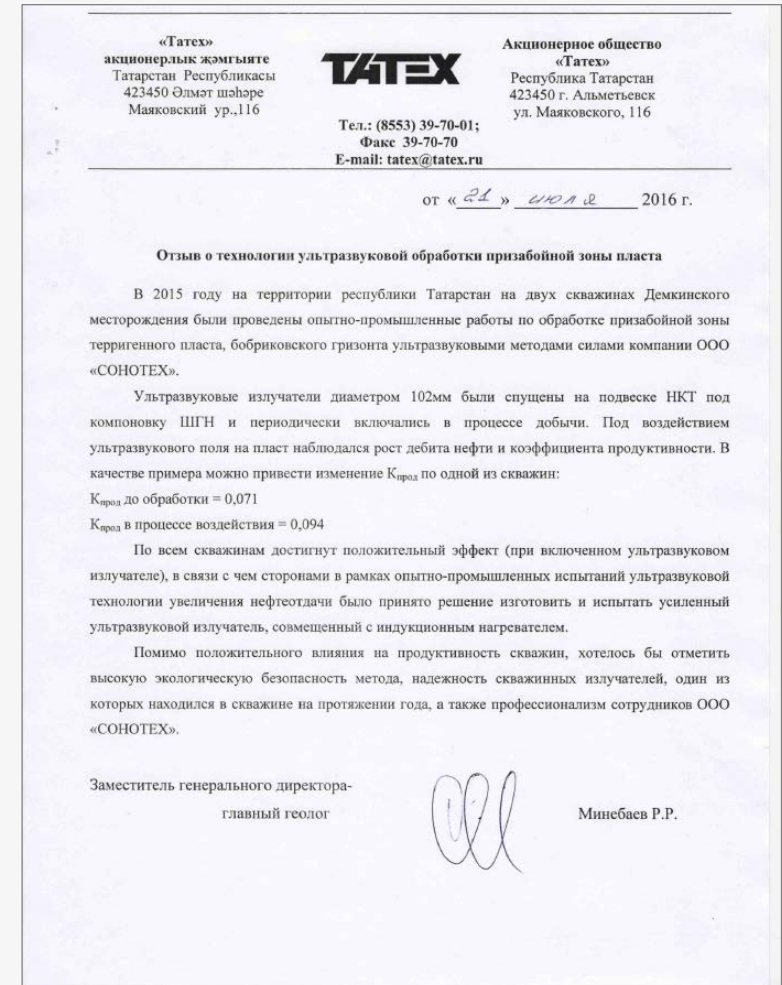 «Татех»
акционерлык җәмгыяте
Татарстан Республикасы
423450 Әлмәт шәһәре
Маяковский ур.,116
TATEX
Тел.: (8553) 39-70-01;
Факс 39-70-70
E-mail: tatex@tatex.ru
Акционерное общество
«Татех»
Республика Татарстан
423450 г. Альметьевск
ул. Маяковского, 116
от «21» июля 2016 г.
Отзыв о технологии ультразвуковой обработки призабойной зоны пласта
В 2015 году на территории республики Татарстан на двух скважинах Демкинского
месторождения были проведены опытно-промышленные работы по обработке призабойной зоны
терригенного пласта, бобриковского гризонта ультразвуковыми методами силами компании ООО
«СОНОТЕХ».
Ультразвуковые излучатели диаметром 102мм были спущены на подвеске НКТ под
компоновку ШГН и периодически включались в процессе добычи. Под воздействием
ультразвукового поля на пласт наблюдался рост дебита нефти и коэффициента продуктивности. В
качестве примера можно привести изменение Kпрод по одной из скважин:
Kпрод до обработки = 0,071
Kпрод в процессе воздействия = 0,094
По всем скважинам достигнут положительный эффект (при включенном ультразвуковом
излучателе), в связи с чем сторонами в рамках опытно-промышленных испытаний ультразвуковой
технологии увеличения нефтеотдачи было принято решение изготовить и испытать усиленный
ультразвуковой излучатель, совмещенный с индукционным нагревателем.
Помимо положительного влияния на продуктивность скважин, хотелось бы отметить
высокую экологическую безопасность метода, надежность скважинных излучателей, один из
которых находился в скважине на протяжении года, а также профессионализм сотрудников ООО
«СОНОТЕХ».
Заместитель генерального директора-
главный геолог
Минебаев Р.Р.